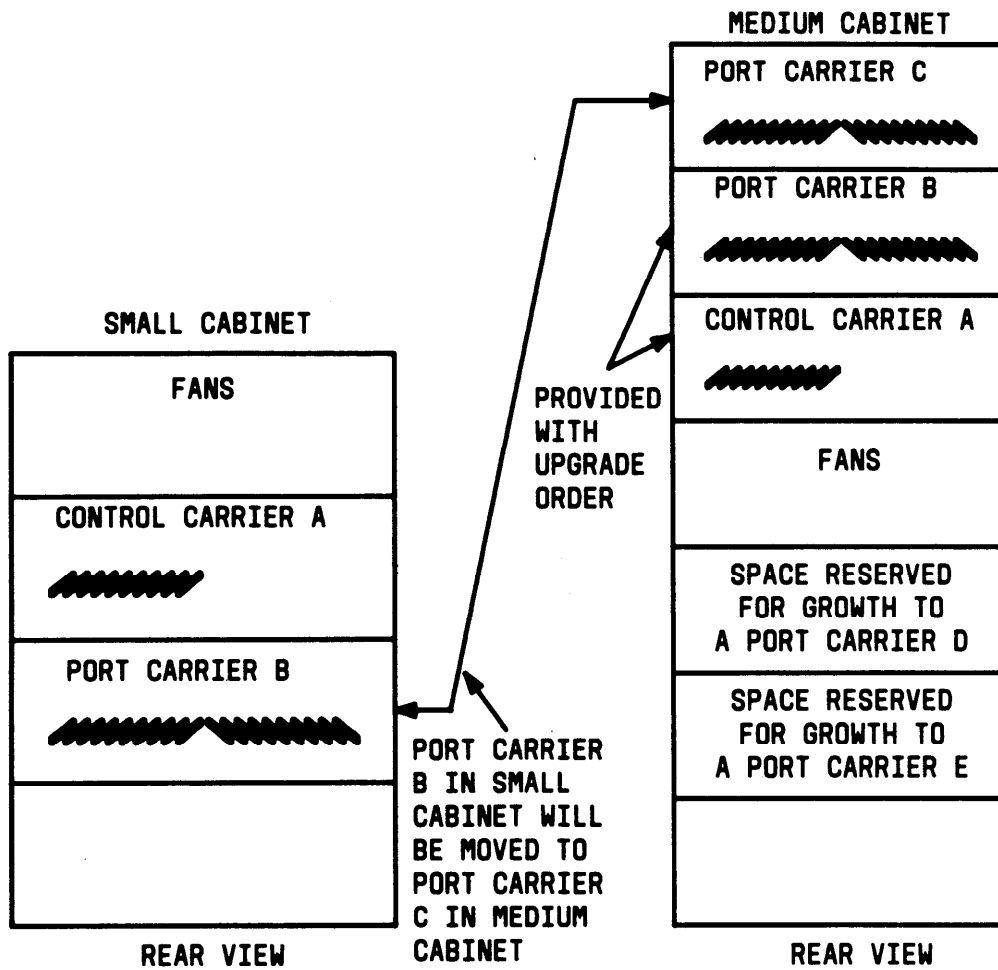 MEDIUM CABINET
PORT CARRIER C
PORT CARRIER B
CONTROL CARRIER A
FANS
SPACE RESERVED
FOR GROWTH TO
A PORT CARRIER D
SPACE RESERVED
FOR GROWTH TO
A PORT CARRIER E
REAR VIEW
PROVIDED
WITH
UPGRADE
ORDER
SMALL CABINET
FANS
CONTROL CARRIER A
PORT CARRIER B
REAR VIEW
PORT CARRIER
B IN SMALL
CABINET WILL
BE MOVED TO
PORT CARRIER
C IN MEDIUM
CABINET